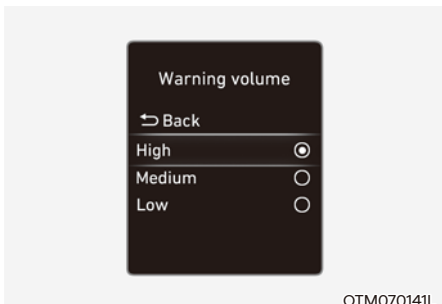 Warning volume
Back
High
Medium
Low
OTM070141L